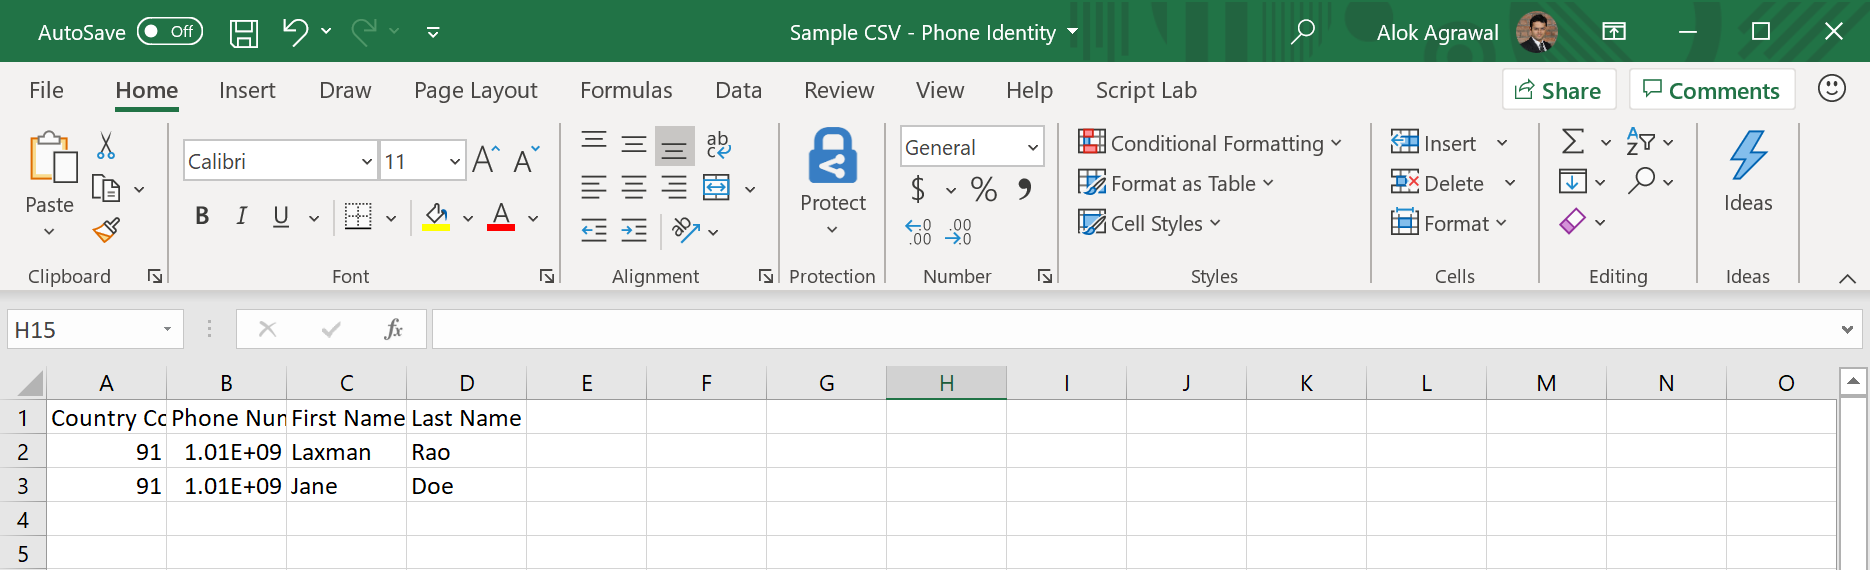 AutoSave Off Sample CSV - Phone Identity Alok Agrawal
File Home Insert Draw Page Layout Formulas Data Review View Help Script Lab Share Comments
Calibri 11 General
Paste
B I U A
ab
c
A
Z
$ % ,
Protect
Conditional Formatting
Format as Table
Cell Styles
Insert
Delete
Format
Ideas
Clipboard Font Alignment Protection Number Styles Cells Editing Ideas
H15 fx
A B C D E F G H I J K L M N O
1 Country Co Phone Nun First Name Last Name
2 91 1.01E+09 Laxman Rao
3 91 1.01E+09 Jane Doe
4
5